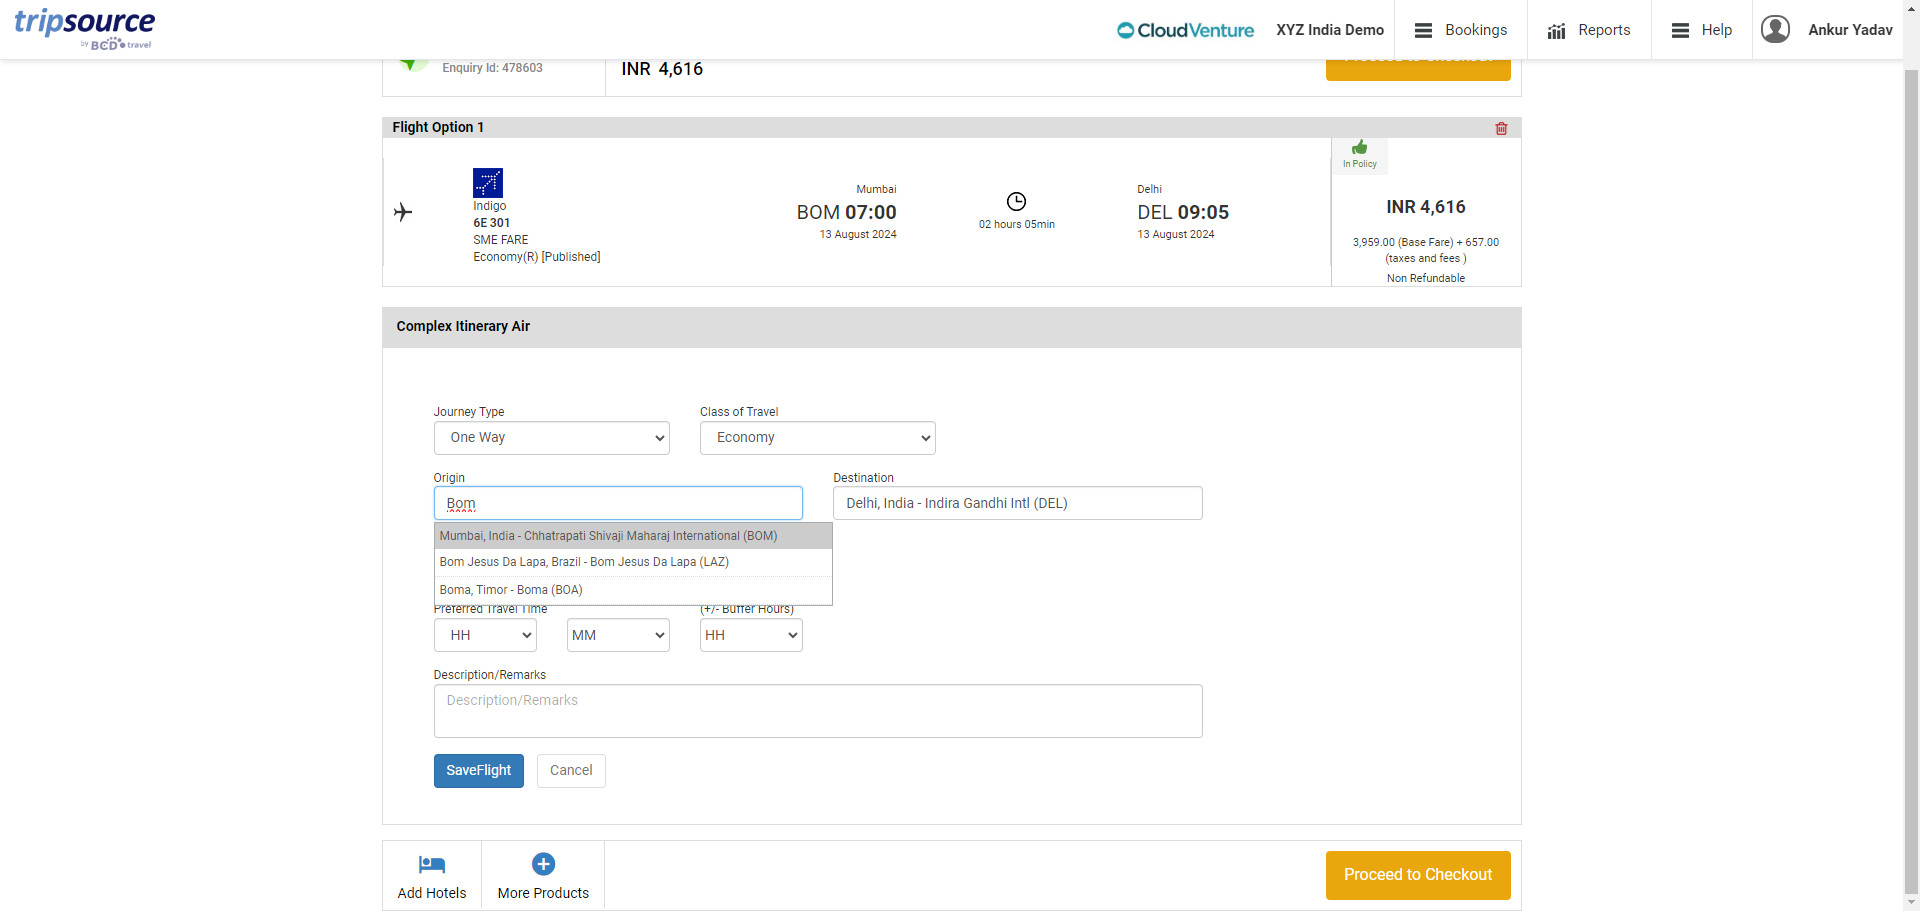 tripsource
by BCD travel
CloudVenture
XYZ India Demo
Bookings
Reports
Help
Ankur Yadav
Enquiry Id: 478603
INR 4,616
Proceed to Checkout
Flight Option 1
In Policy
Indigo
6E 301
SME FARE
Economy(R) [Published]
Mumbai
BOM 07:00
13 August 2024
02 hours 05min
Delhi
DEL 09:05
13 August 2024
INR 4,616
3,959.00 (Base Fare) + 657.00
(taxes and fees )
Non Refundable
Complex Itinerary Air
Journey Type
Class of Travel
One Way
Economy
Origin
Destination
Bom
Delhi, India - Indira Gandhi Intl (DEL)
Mumbai, India - Chhatrapati Shivaji Maharaj International (BOM)
Bom Jesus Da Lapa, Brazil - Bom Jesus Da Lapa (LAZ)
Boma, Timor - Boma (BOA)
Preferred Travel Time
(+/- Buffer Hours)
HH
MM
HH
Description/Remarks
Description/Remarks
SaveFlight
Cancel
Add Hotels
More Products
Proceed to Checkout